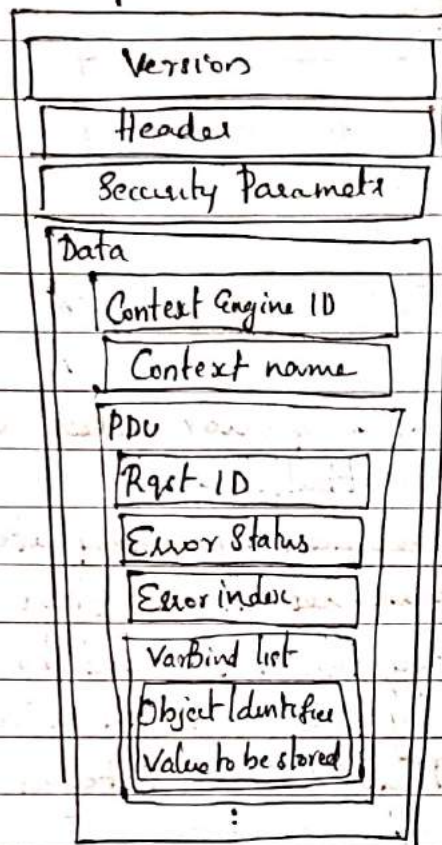 Version
Header
Security Paramets
Data
Context Engine ID
Context name
PDU
Rqst ID
Error Status
Error index
VarBind list
Object Identifier
Value to be stored
: